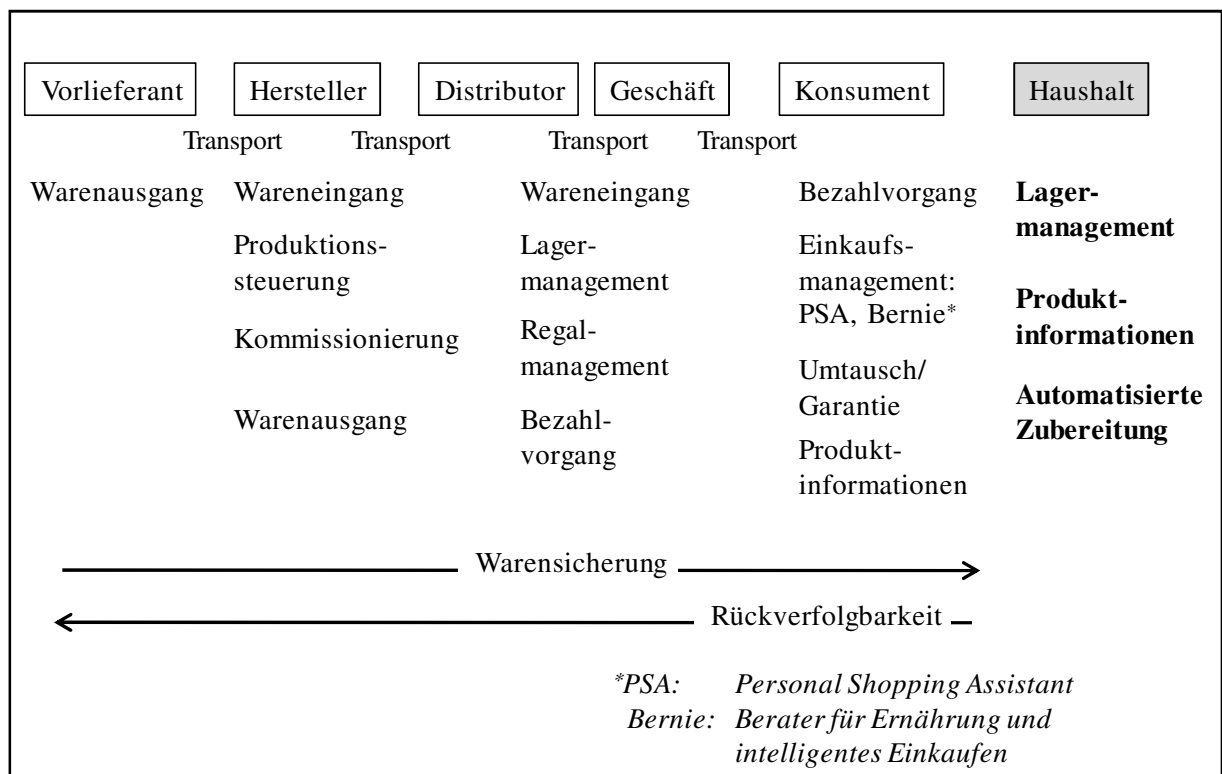 Vorlieferant Hersteller Distributor Geschäft Konsument Haushalt
Transport Transport Transport Transport
Warenausgang
Wareneingang
Produktions-
steuerung
Kommissionierung
Warenausgang
Wareneingang
Lager-
management
Regal-
management
Bezahl-
vorgang
Bezahlvorgang
Einkaufs-
management:
PSA, Bernie*
Umtausch/
Garantie
Produkt-
informationen
Lager-
management
Produkt-
informationen
Automatisierte
Zubereitung
Warensicherung
Rückverfolgbarkeit
*PSA: Personal Shopping Assistant
Bernie: Berater für Ernährung und
intelligentes Einkaufen